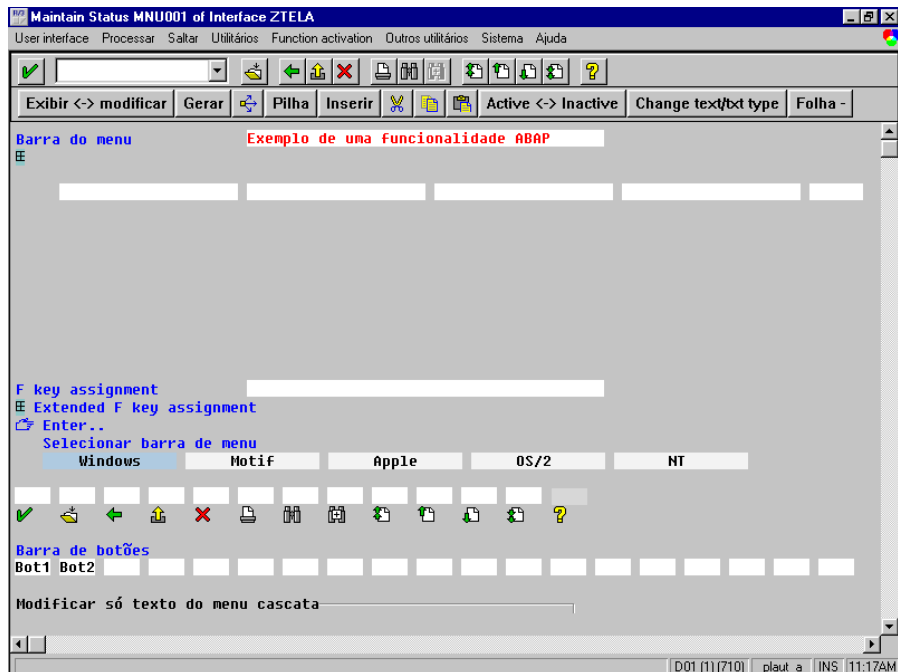 Maintain Status MNU001 of Interface ZTELA
User interface Processar Saltar Utilitários Function activation Outros utilitários Sistema Ajuda
Exibir <-> modificar Gerar Pilha Inserir Active <-> Inactive Change text/txt type Folha -
Barra do menu Exemplo de uma funcionalidade ABAP
F key assignment
Extended F key assignment
Enter..
Selecionar barra de menu
Windows Motif Apple OS/2 NT
Barra de botões
Bot1 Bot2
Modificar só texto do menu cascata
D01 (1) (710) plaut_a INS 11:17AM